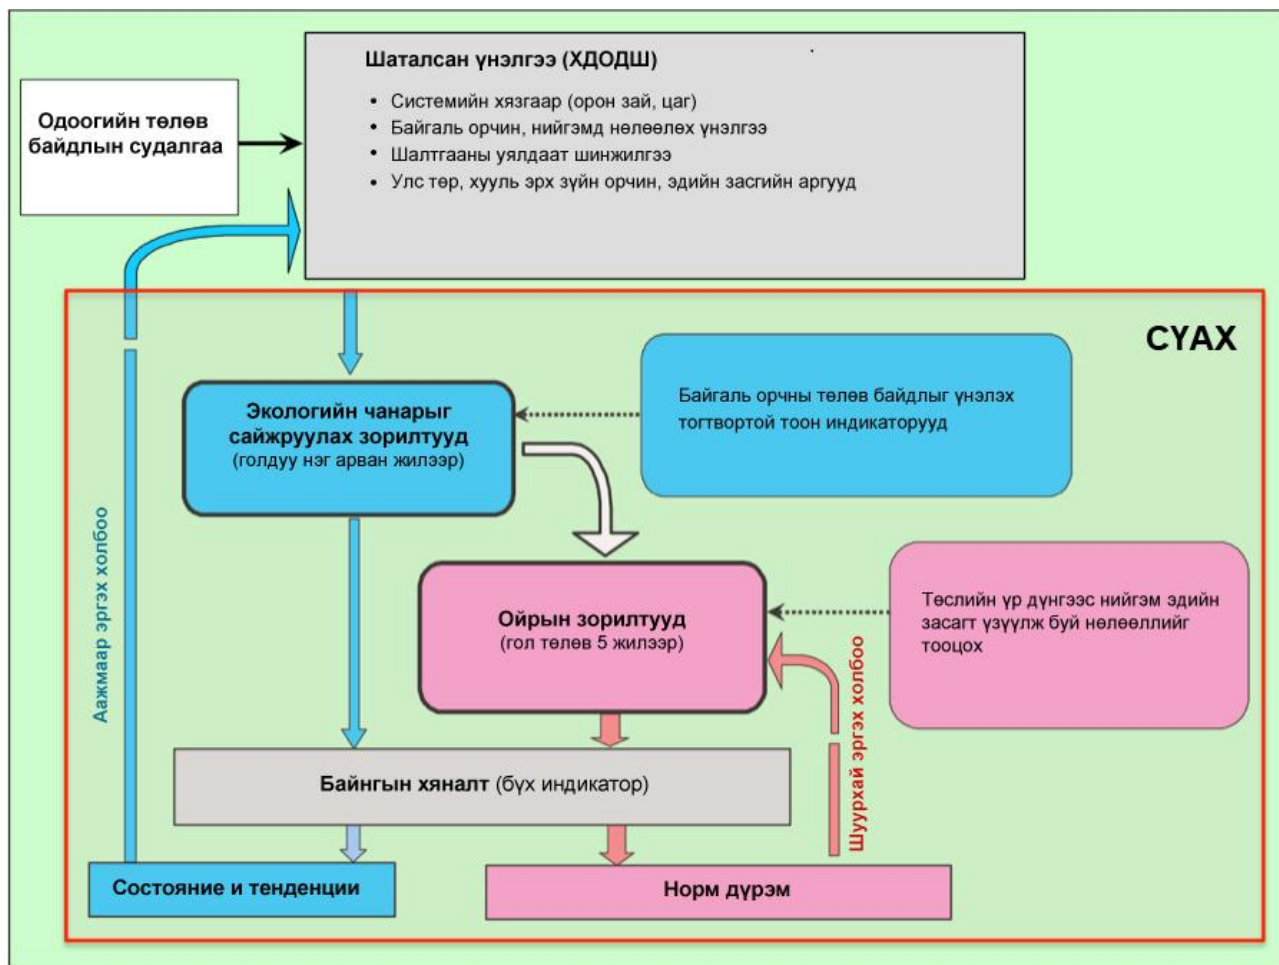 Шаталсан үнэлгээ (ХДОДШ)
• Системийн хязгаар (орон зай, цаг)
• Байгаль орчин, нийгэмд нөлөөлөх үнэлгээ
• Шалтгааны уялдаат шинжилгээ
• Улс төр, хууль эрх зүйн орчин, эдийн засгийн аргууд
Одоогийн төлөв
байдлын судалгаа
СҮАХ
Экологийн чанарыг
сайжруулах зорилтууд
(голдуу нэг арван жилээр)
Байгаль орчны төлөв байдлыг үнэлэх
тогтвортой тоон индикаторууд
Ойрын зорилтууд
(гол төлөв 5 жилээр)
Төслийн үр дүнгээс нийгэм эдийн
засагт үзүүлж буй нөлөөллийг
тооцох
Аажмаар эргэх холбоо
Шуурхай эргэх холбоо
Байнгын хяналт (бүх индикатор)
Состояние и тенденции
Норм дүрэм